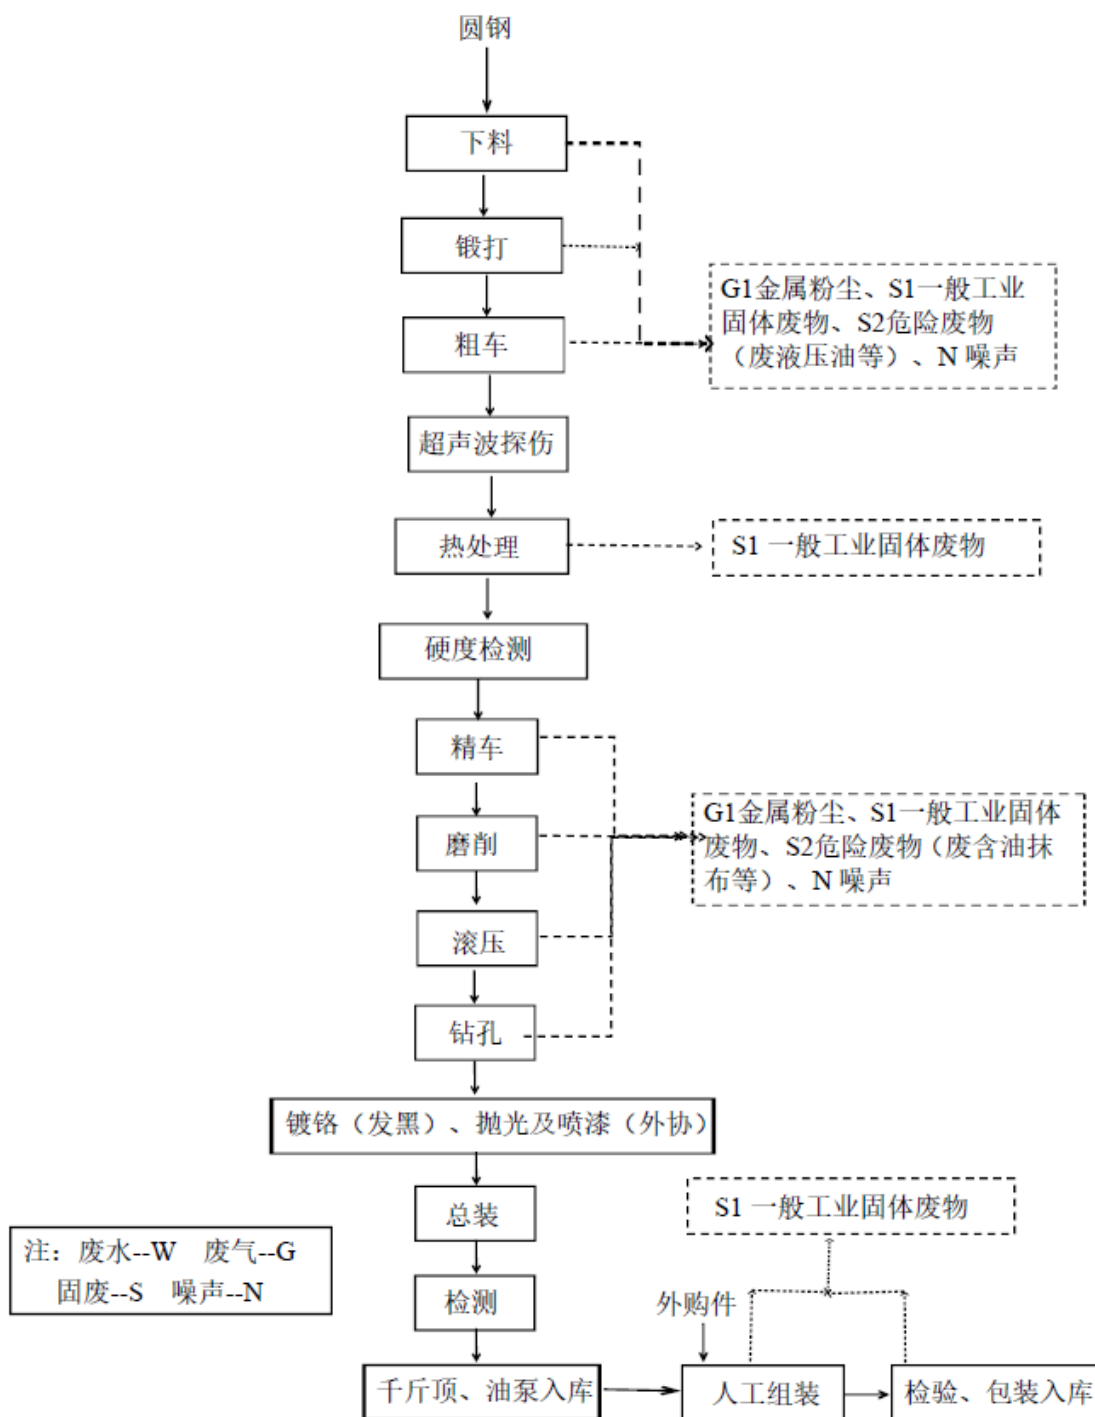 圆钢
下料
锻打
G1金属粉尘、S1一般工业
固体废物、S2危险废物
（废液压油等）、N 噪声
粗车
超声波探伤
热处理
S1 一般工业固体废物
硬度检测
精车
G1金属粉尘、S1一般工业固体
废物、S2危险废物（废含油抹
布等）、N 噪声
磨削
滚压
钻孔
镀铬（发黑）、抛光及喷漆（外协）
总装
S1 一般工业固体废物
注：废水--W 废气--G
固废--S 噪声--N
检测
外购件
千斤顶、油泵入库
人工组装
检验、包装入库